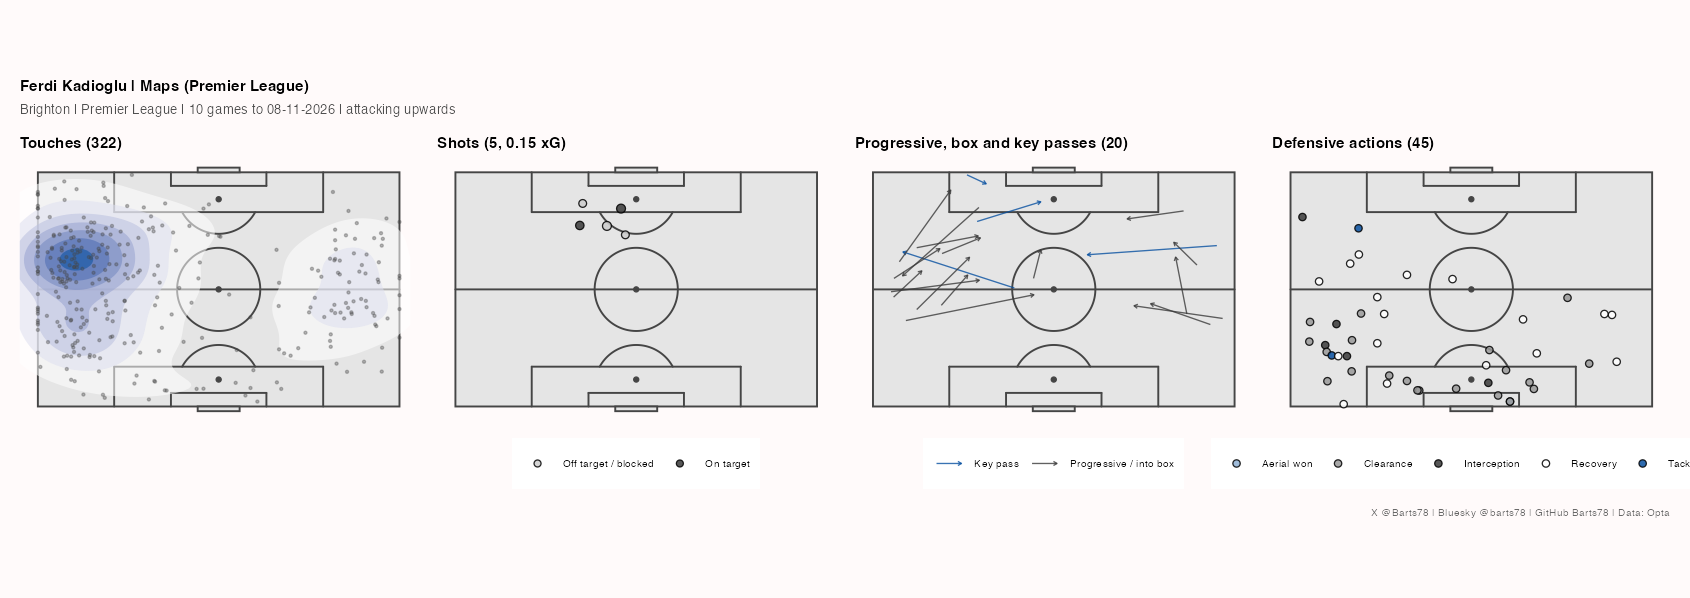 Ferdi Kadioglu | Maps (Premier League)
Brighton | Premier League | 10 games to 08-11-2026 | attacking upwards
Touches (322)
Shots (5, 0.15 xG)
Progressive, box and key passes (20)
Defensive actions (45)
Off target / blocked
On target
Key pass
Progressive / into box
Aerial won
Clearance
Interception
Recovery
Tack
X @Barts78 | Bluesky @barts78 | GitHub Barts78 | Data: Opta